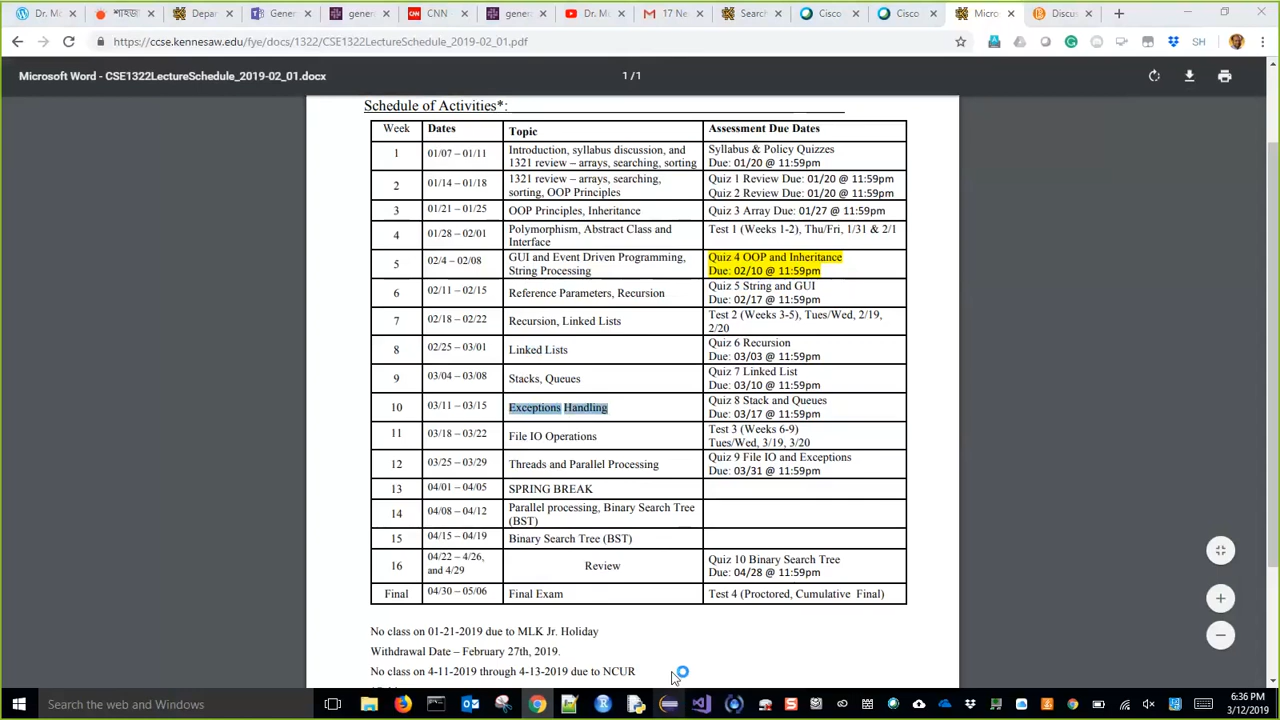 Dr. Mc
শাহাজ
Depar
Gener
gener
CNN
gener
Dr. Mi
17 Ne
Search
Cisco
Cisco
Micro
Discus
https://ccse.kennesaw.edu/fye/docs/1322/CSE1322LectureSchedule_2019-02_01.pdf
SH
Microsoft Word - CSE1322LectureSchedule_2019-02_01.docx
1 / 1
Schedule of Activities*:
Week Dates Topic Assessment Due Dates
1 01/07 – 01/11 Introduction, syllabus discussion, and Syllabus & Policy Quizzes
1321 review – arrays, searching, sorting Due: 01/20 @ 11:59pm
2 01/14 – 01/18 1321 review – arrays, searching, Quiz 1 Review Due: 01/20 @ 11:59pm
sorting, OOP Principles Quiz 2 Review Due: 01/20 @ 11:59pm
3 01/21 – 01/25 OOP Principles, Inheritance Quiz 3 Array Due: 01/27 @ 11:59pm
4 01/28 – 02/01 Polymorphism, Abstract Class and Test 1 (Weeks 1-2), Thu/Fri, 1/31 & 2/1
Interface
5 02/4 – 02/08 GUI and Event Driven Programming, Quiz 4 OOP and Inheritance
String Processing Due: 02/10 @ 11:59pm
6 02/11 – 02/15 Reference Parameters, Recursion Quiz 5 String and GUI
Due: 02/17 @ 11:59pm
7 02/18 – 02/22 Recursion, Linked Lists Test 2 (Weeks 3-5), Tues/Wed, 2/19,
2/20
8 02/25 – 03/01 Linked Lists Quiz 6 Recursion
Due: 03/03 @ 11:59pm
9 03/04 – 03/08 Stacks, Queues Quiz 7 Linked List
Due: 03/10 @ 11:59pm
10 03/11 – 03/15 Exceptions Handling Quiz 8 Stack and Queues
Due: 03/17 @ 11:59pm
11 03/18 – 03/22 File IO Operations Test 3 (Weeks 6-9)
Tues/Wed, 3/19, 3/20
12 03/25 – 03/29 Threads and Parallel Processing Quiz 9 File IO and Exceptions
Due: 03/31 @ 11:59pm
13 04/01 – 04/05 SPRING BREAK
14 04/08 – 04/12 Parallel processing, Binary Search Tree
(BST)
15 04/15 – 04/19 Binary Search Tree (BST)
16 04/22 – 4/26, Review Quiz 10 Binary Search Tree
and 4/29 Due: 04/28 @ 11:59pm
Final 04/30 – 05/06 Final Exam Test 4 (Proctored, Cumulative Final)
No class on 01-21-2019 due to MLK Jr. Holiday
Withdrawal Date – February 27th, 2019.
No class on 4-11-2019 through 4-13-2019 due to NCUR
Search the web and Windows
6:36 PM
3/12/2019